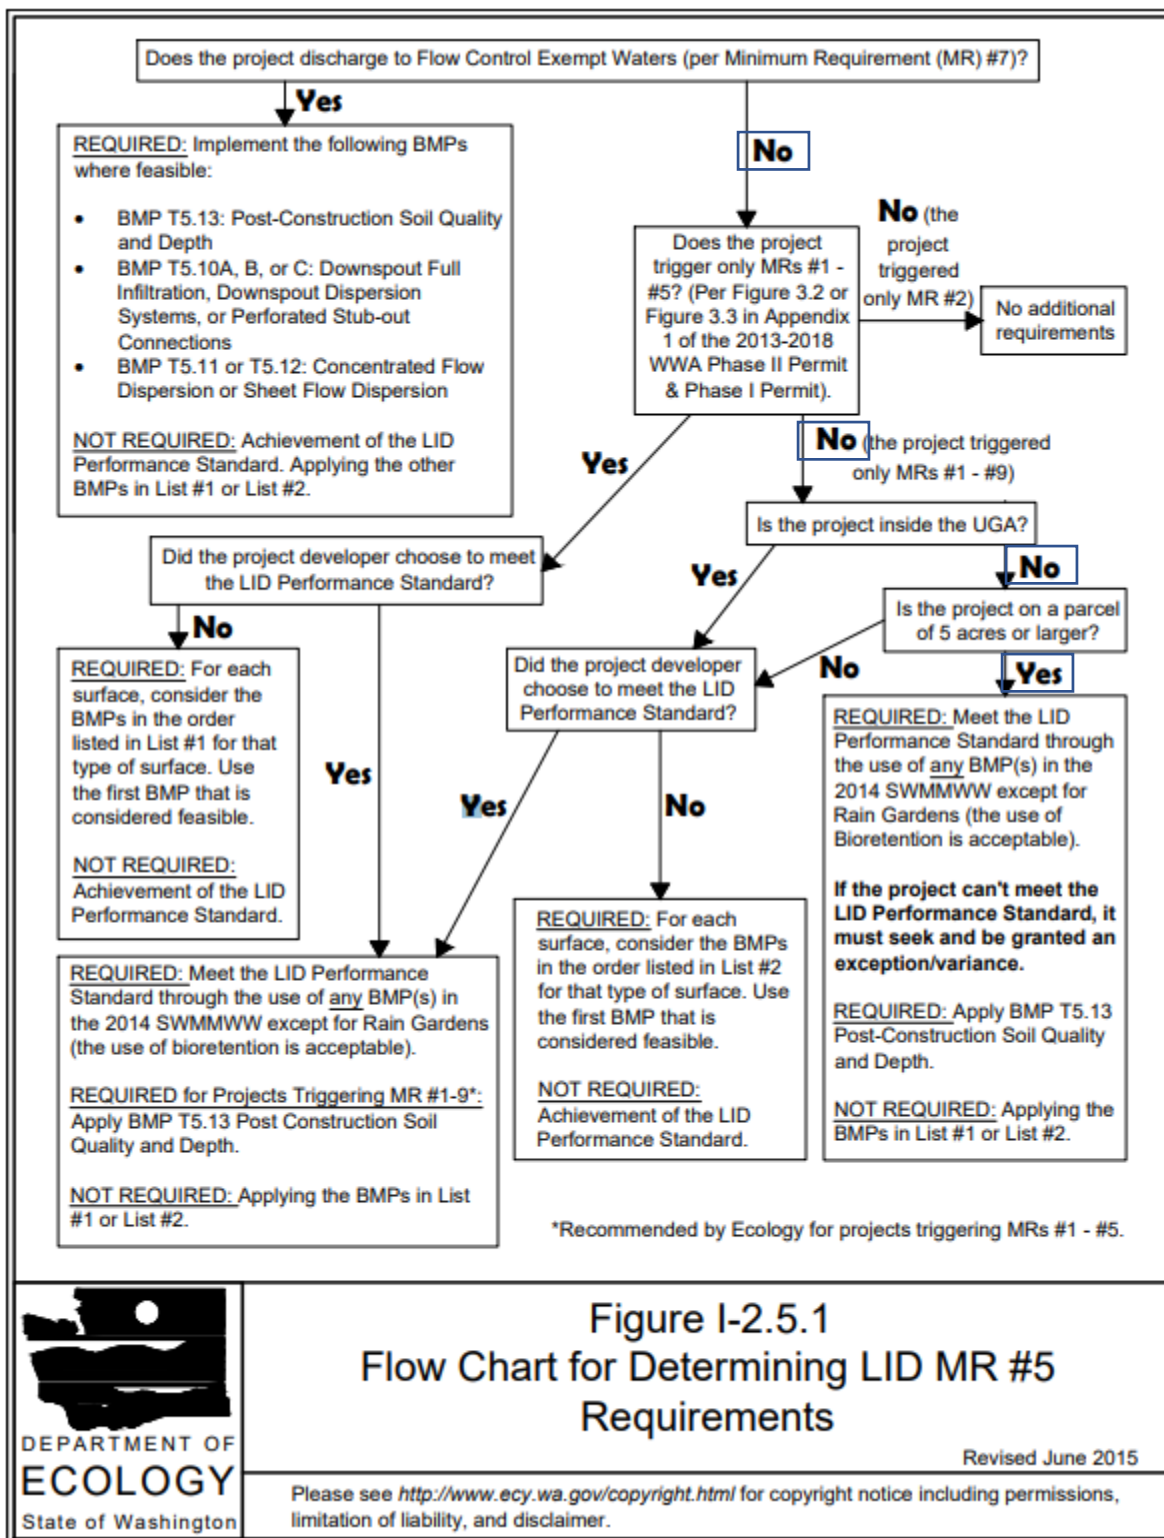 Does the project discharge to Flow Control Exempt Waters (per Minimum Requirement (MR) #7)?
Yes
No
REQUIRED: Implement the following BMPs
where feasible:
• BMP T5.13: Post-Construction Soil Quality
and Depth
• BMP T5.10A, B, or C: Downspout Full
Infiltration, Downspout Dispersion
Systems, or Perforated Stub-out
Connections
• BMP T5.11 or T5.12: Concentrated Flow
Dispersion or Sheet Flow Dispersion
NOT REQUIRED: Achievement of the LID
Performance Standard. Applying the other
BMPs in List #1 or List #2.
Does the project
trigger only MRs #1 -
#5? (Per Figure 3.2 or
Figure 3.3 in Appendix
1 of the 2013-2018
WWA Phase II Permit
& Phase I Permit).
No (the
project
triggered
only MR #2)
No additional
requirements
Yes
No (the project triggered
only MRs #1 - #9)
Is the project inside the UGA?
Did the project developer choose to meet
the LID Performance Standard?
Yes
No
Is the project on a parcel
of 5 acres or larger?
No
Yes
No
REQUIRED: For each
surface, consider the
BMPs in the order
listed in List #1 for that
type of surface. Use
the first BMP that is
considered feasible.
NOT REQUIRED:
Achievement of the LID
Performance Standard.
Yes
Did the project developer
choose to meet the LID
Performance Standard?
Yes
No
REQUIRED: Meet the LID
Performance Standard through
the use of any BMP(s) in the
2014 SWMMWW except for
Rain Gardens (the use of
Bioretention is acceptable).
If the project can't meet the
LID Performance Standard, it
must seek and be granted an
exception/variance.
REQUIRED: Apply BMP T5.13
Post-Construction Soil Quality
and Depth.
NOT REQUIRED: Applying the
BMPs in List #1 or List #2.
REQUIRED: Meet the LID Performance
Standard through the use of any BMP(s) in
the 2014 SWMMWW except for Rain Gardens
(the use of bioretention is acceptable).
REQUIRED for Projects Triggering MR #1-9*:
Apply BMP T5.13 Post Construction Soil
Quality and Depth.
NOT REQUIRED: Applying the BMPs in List
#1 or List #2.
REQUIRED: For each
surface, consider the BMPs
in the order listed in List #2
for that type of surface. Use
the first BMP that is
considered feasible.
NOT REQUIRED:
Achievement of the LID
Performance Standard.
*Recommended by Ecology for projects triggering MRs #1 - #5.
DEPARTMENT OF
ECOLOGY
State of Washington
Figure I-2.5.1
Flow Chart for Determining LID MR #5
Requirements
Revised June 2015
Please see http://www.ecy.wa.gov/copyright.html for copyright notice including permissions,
limitation of liability, and disclaimer.